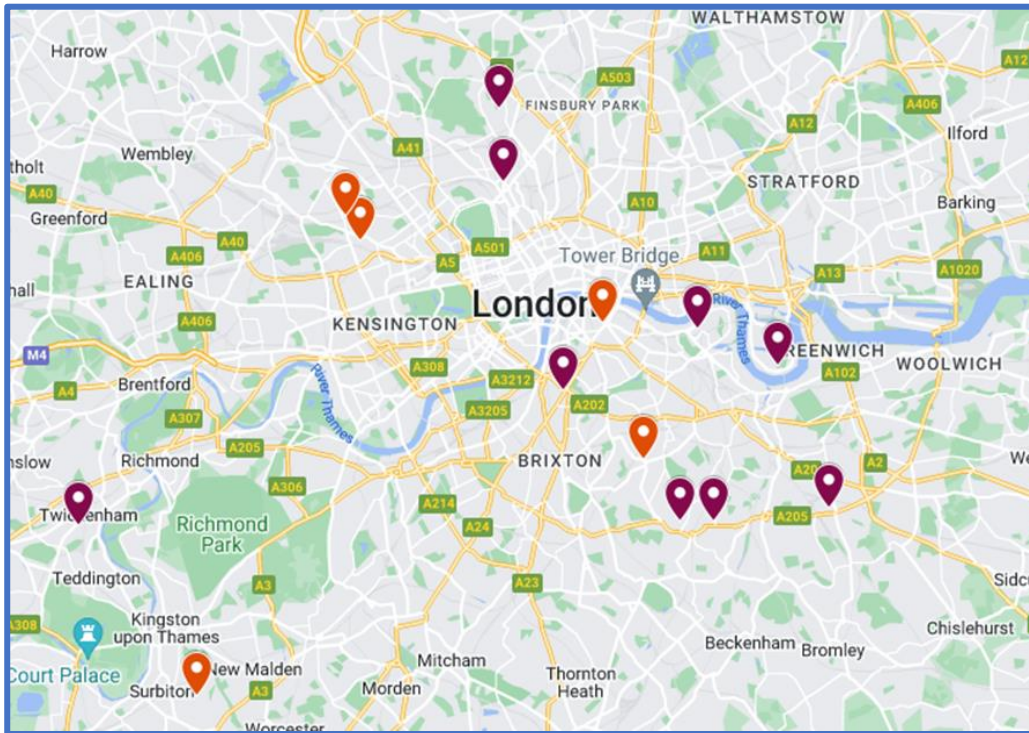 WALTHAMSTOW
Harrow
A503
A12
FINSBURY PARK
A406
A12
Ilford
Wembley
A41
tholt
STRATFORD
A40
A10
Barking
Greenford
A40
A501
Tower Bridge
A11
A406
A5
A13
A1020
EALING
hall
London
River Thames
A406
KENSINGTON
REENWICH
M4
A308
WOOLWICH
A4
Brentford
River Thames
A3212
A102
A307
A3205
A202
A205
nslow
Richmond
BRIXTON
A20
A2
We
A306
A214
Twickenham
Richmond
Park
A24
A205
Teddington
A3
A23
Sidcu
A308
Kingston
upon Thames
Chislehurst
Beckenham
Bromley
Court Palace
New Malden
Mitcham
Thornton
Heath
Surbiton
A3
Morden
Worcester